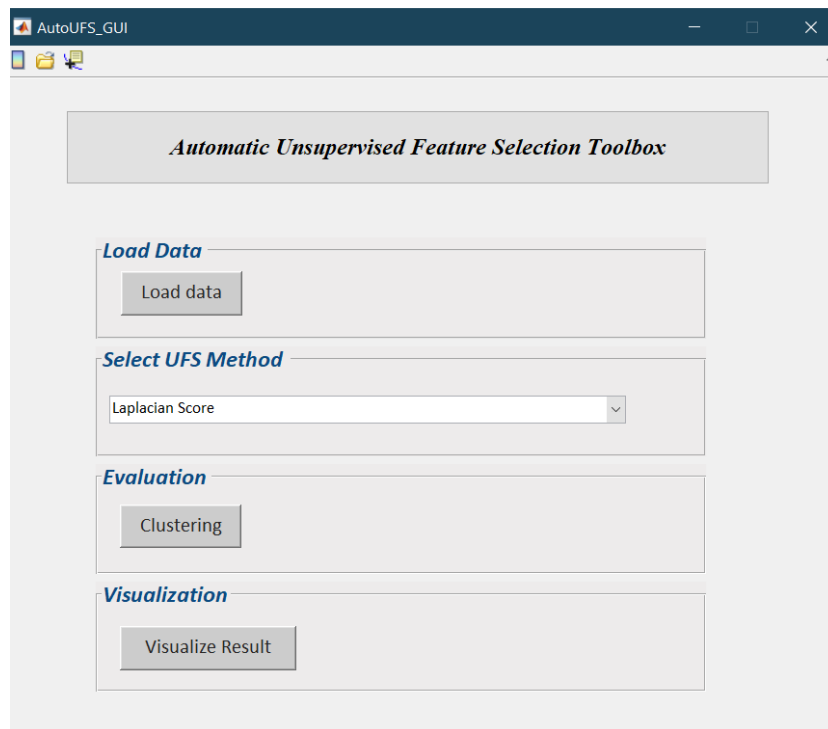 AutoUFS_GUI
Automatic Unsupervised Feature Selection Toolbox
Load Data
Load data
Select UFS Method
Laplacian Score
Evaluation
Clustering
Visualization
Visualize Result